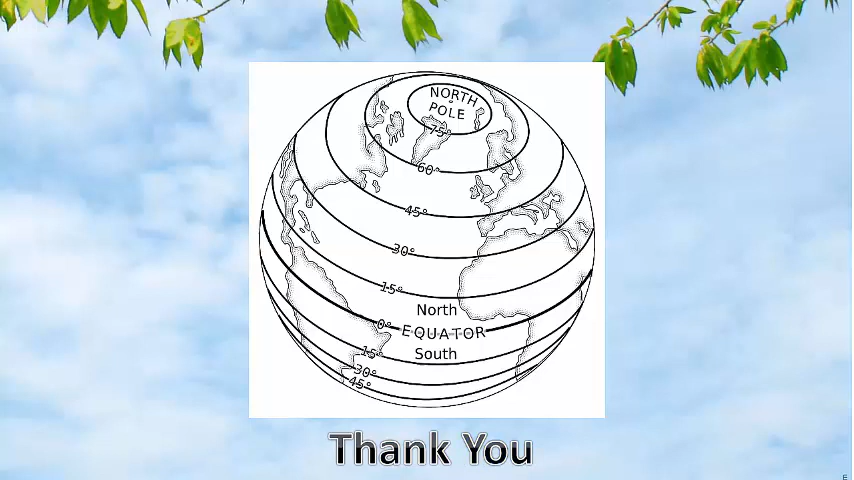 NORTH
POLE
75°
60°
45°
30°
15°
North
0° EQUATOR
South
15°
30°
45°
Thank You
E